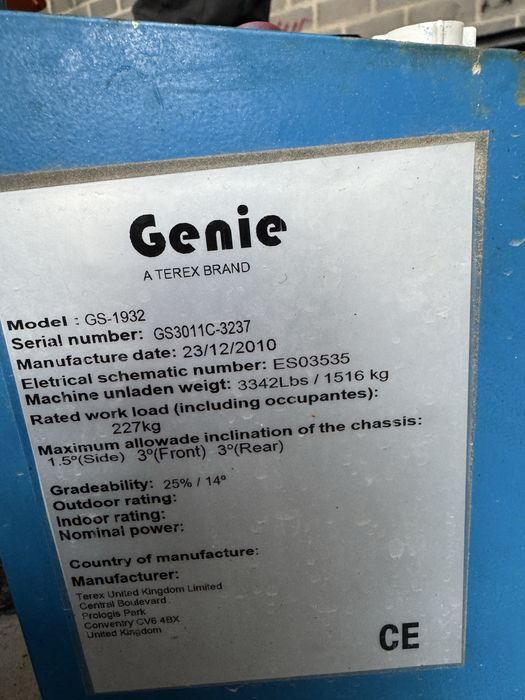 Genie
A TEREX BRAND
Model : GS-1932
Serial number: GS3011C-3237
Manufacture date: 23/12/2010
Eletrical schematic number: ES03535
Machine unladen weigt: 3342Lbs / 1516 kg
Rated work load (including occupantes):
227kg
Maximum allowade inclination of the chassis:
1.5º(Side) 3º(Front) 3º(Rear)
Gradeability: 25% / 14º
Outdoor rating:
Indoor rating:
Nominal power:
Country of manufacture:
Manufacturer:
Terex United Kingdom Limited
Central Boulevard
Prologis Park
Conventry CV6 4BX
United Kingdom
CE